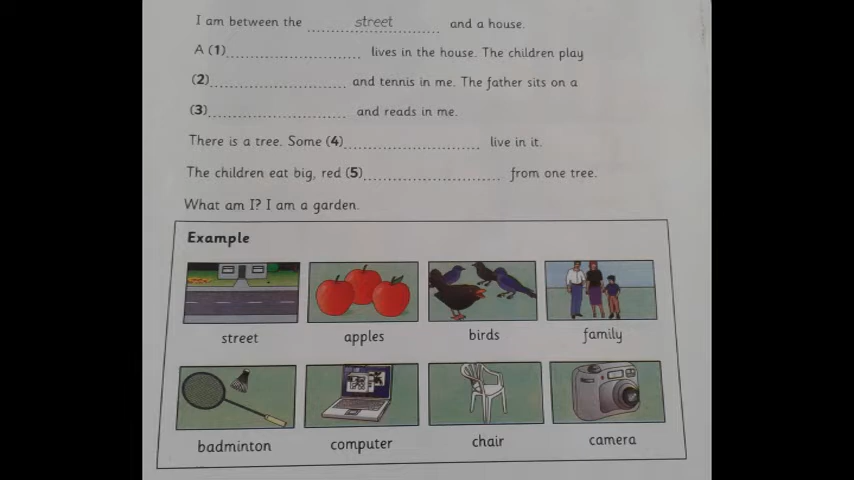 I am between the street and a house.
A (1) lives in the house. The children play
(2) and tennis in me. The father sits on a
(3) and reads in me.
There is a tree. Some (4) live in it.
The children eat big, red (5) from one tree.
What am I? I am a garden.
Example
street apples birds family
badminton computer chair camera